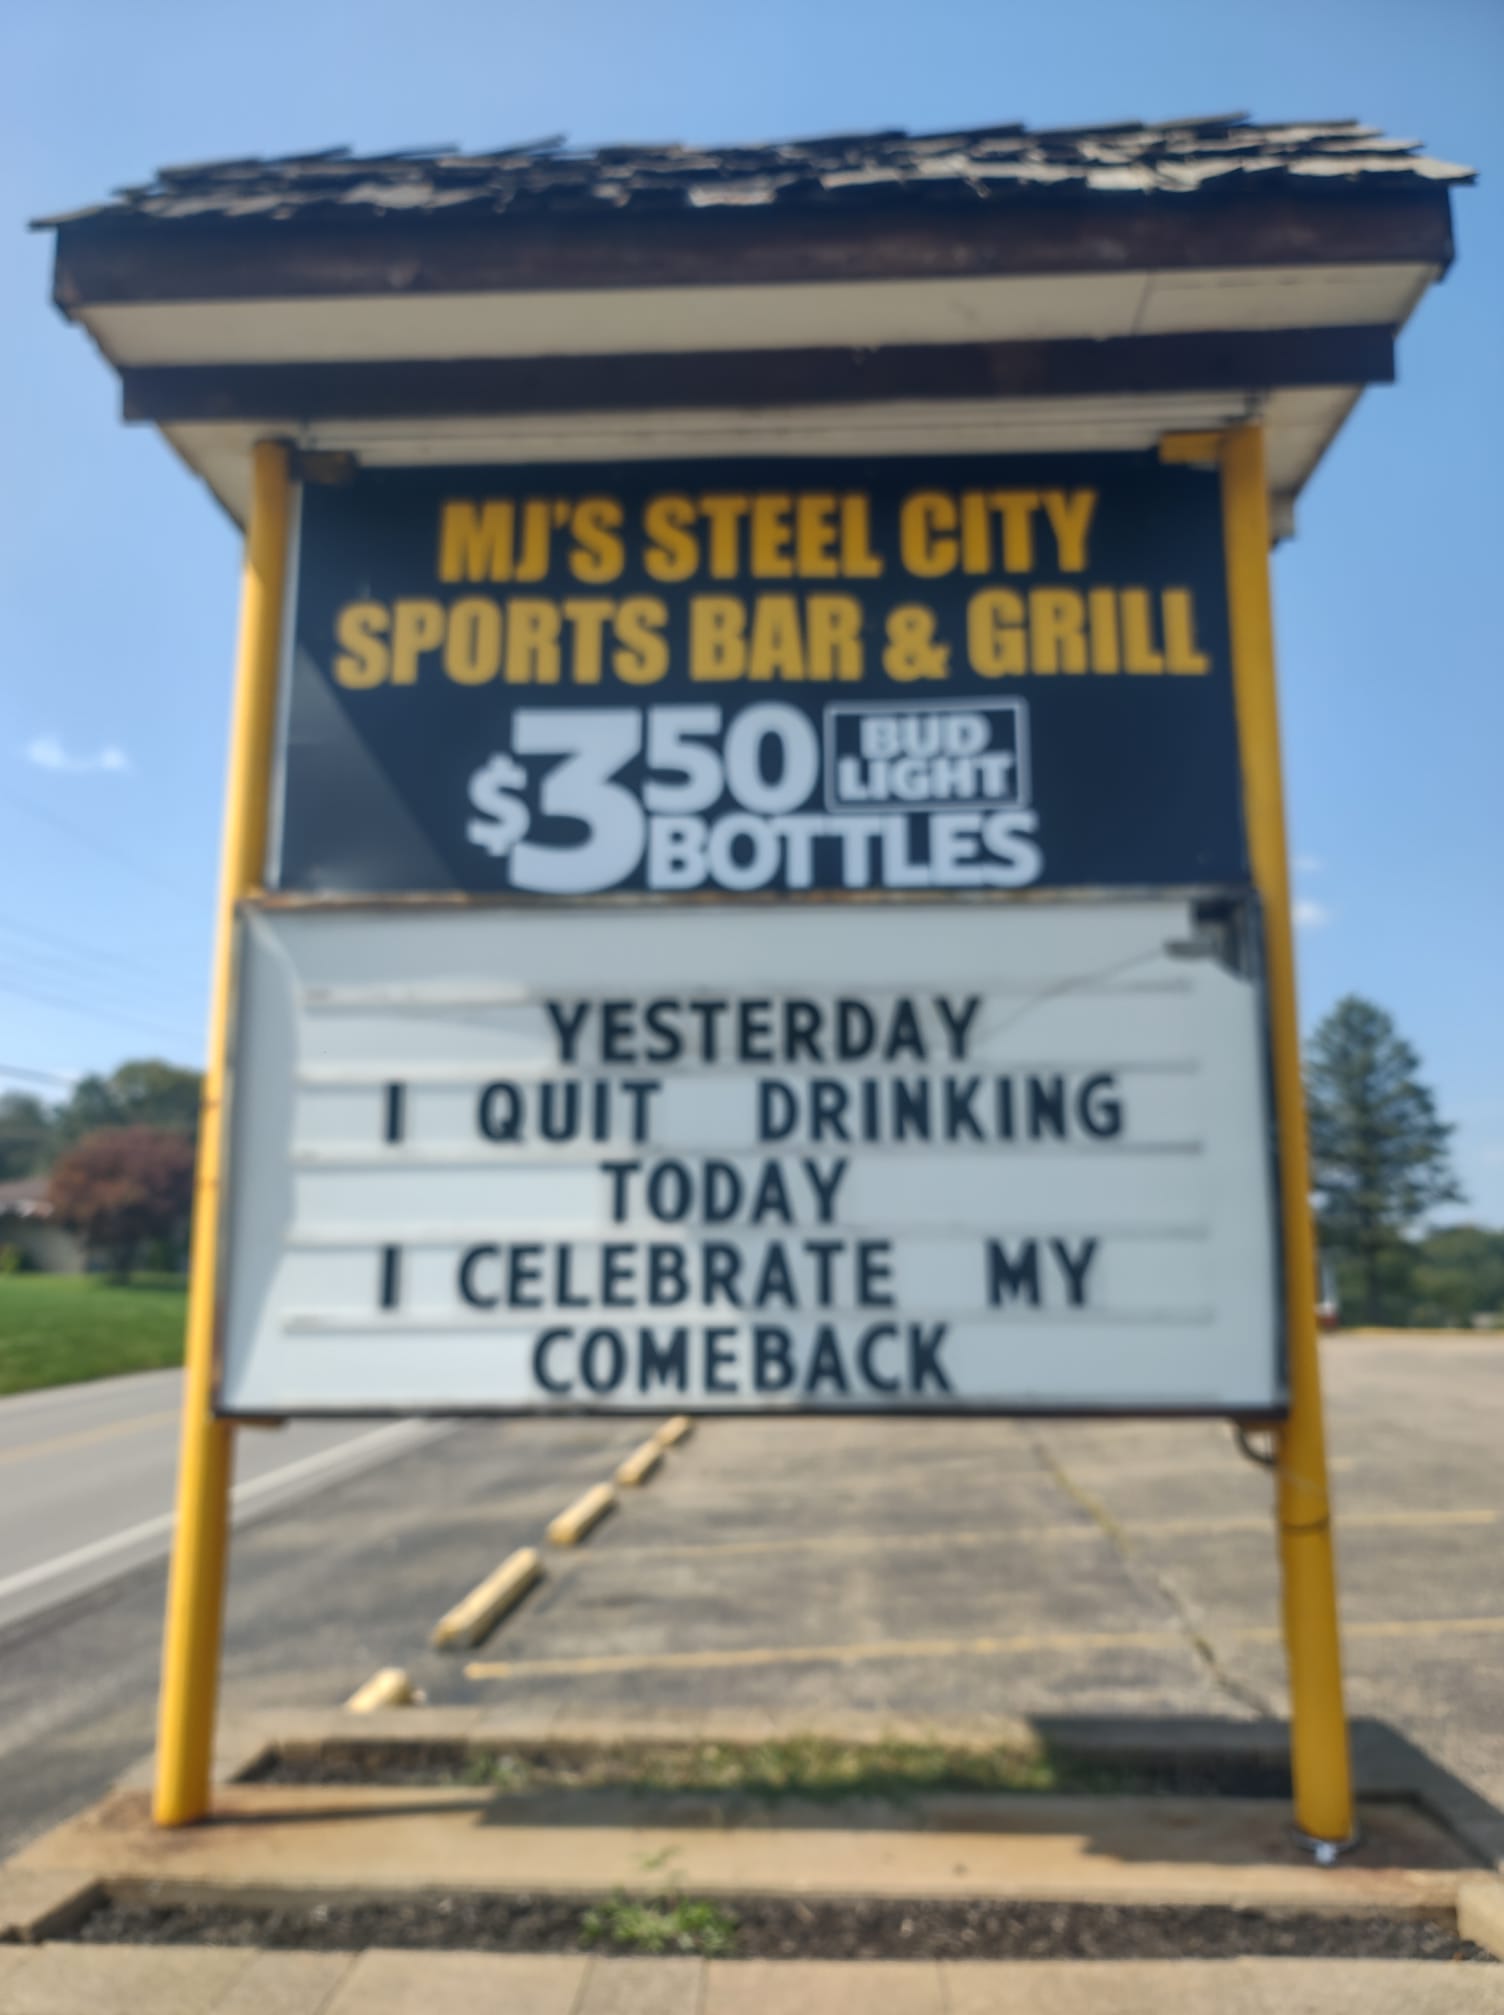 MJ'S STEEL CITY
SPORTS BAR & GRILL
$350 BUD LIGHT
BOTTLES
YESTERDAY
I QUIT DRINKING
TODAY
I CELEBRATE MY
COMEBACK